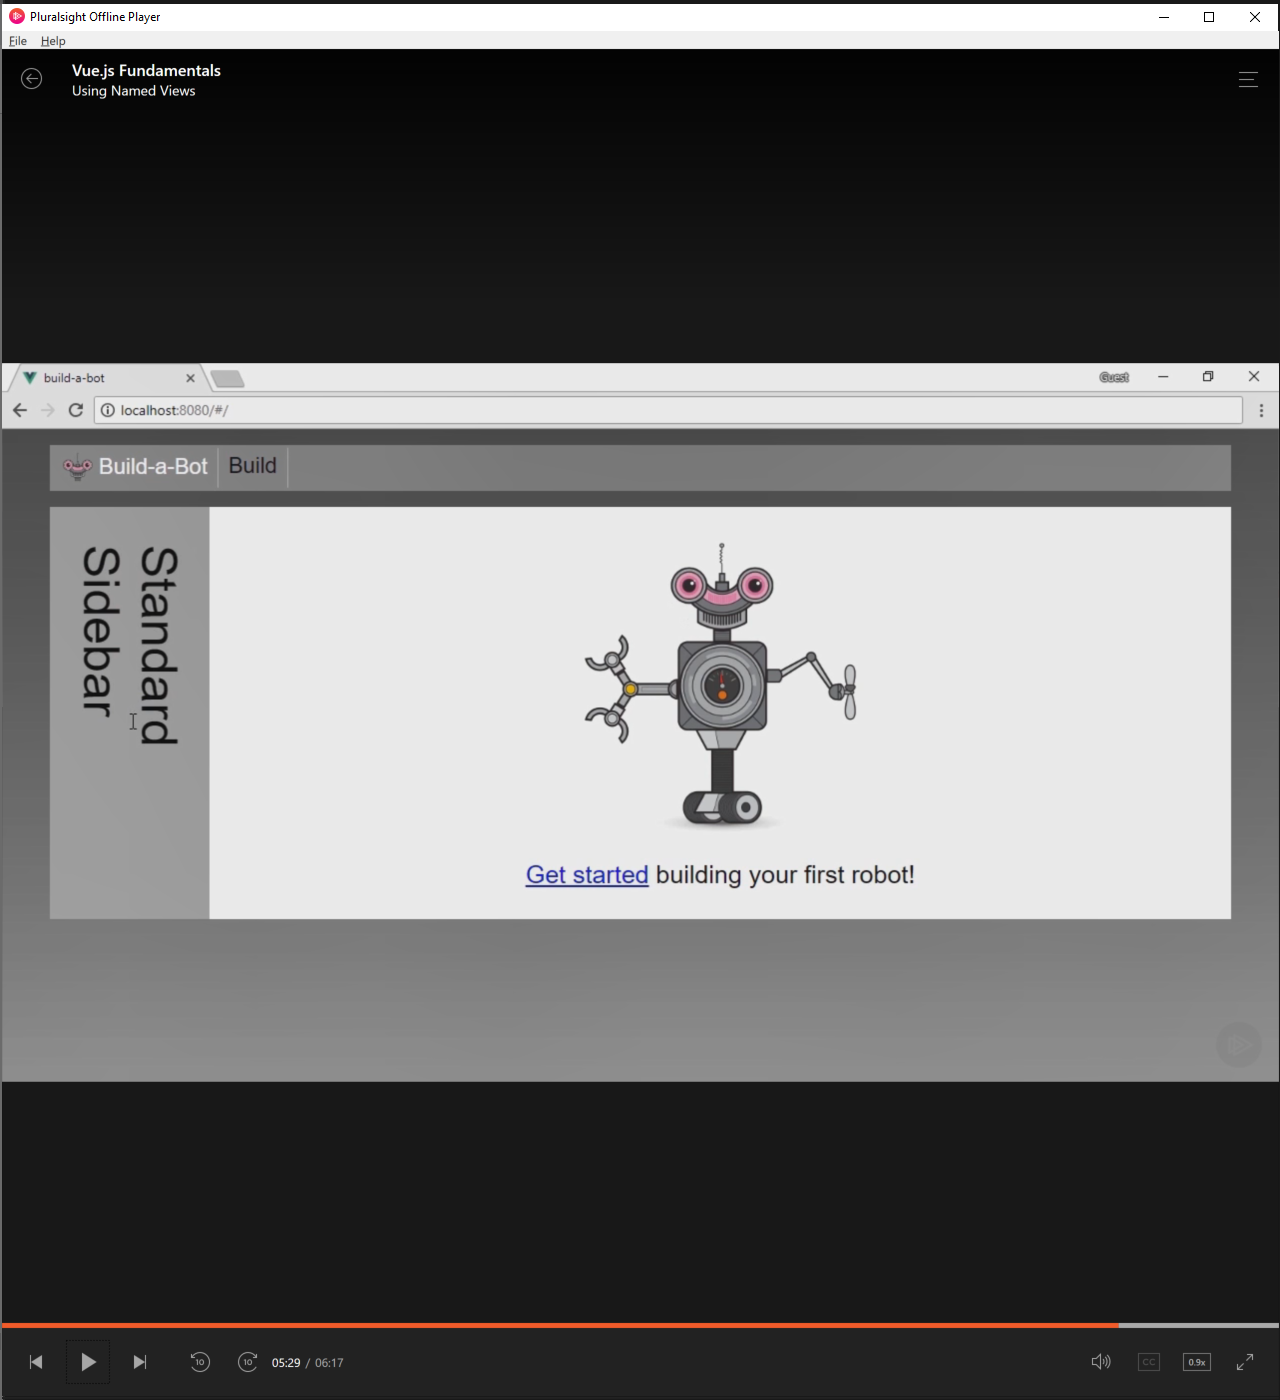 Pluralsight Offline Player
File Help
Vue.js Fundamentals
Using Named Views
build-a-bot
Guest
localhost:8080/#/
Build-a-Bot
Build
Standard
Sidebar
Get started building your first robot!
10
10
05:29 / 06:17
CC
0.9x